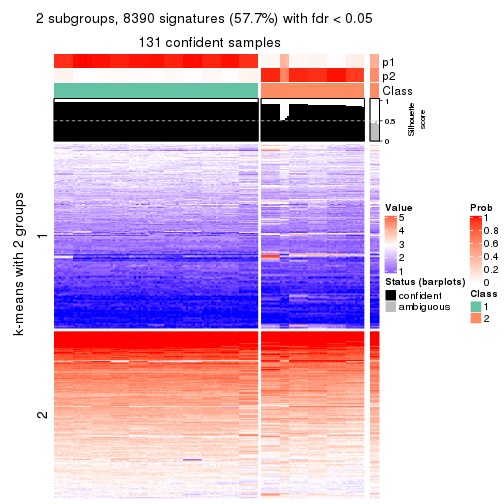 2 subgroups, 8390 signatures (57.7%) with fdr < 0.05
131 confident samples
p1
p2
Class
1
0.5
0
Silhouette
score
k-means with 2 groups
1
2
Value
5
4
3
2
1
Prob
1
0.8
0.6
0.4
0.2
0
Status (barplots)
confident
ambiguous
Class
1
2